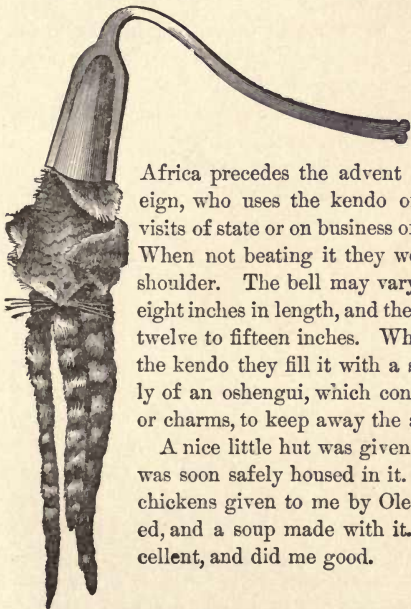 Africa precedes the advent
eign, who uses the kendo o
visits of state or on business o
When not beating it they we
shoulder. The bell may vary
eight inches in length, and the
twelve to fifteen inches. Wh
the kendo they fill it with a s
ly of an oshengui, which con
or charms, to keep away the a
A nice little hut was given
was soon safely housed in it.
chickens given to me by Ole
ed, and a soup made with it.
cellent, and did me good.